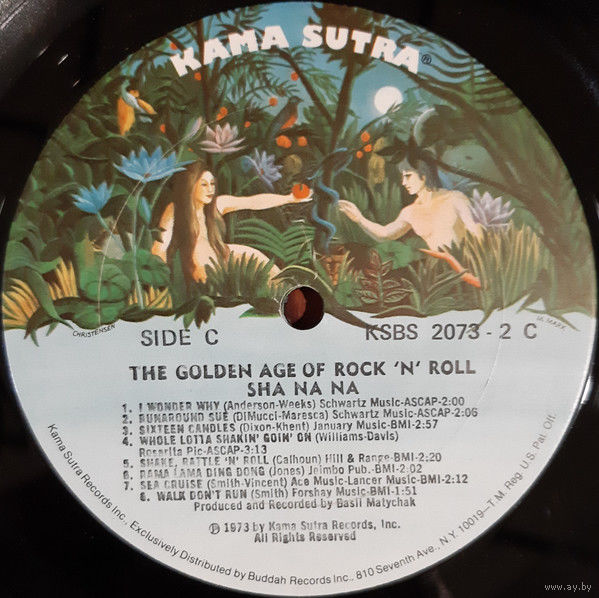 KAMA SUTRA®
CHRISTENSEN
M. MARK
SIDE C
KSBS 2073-2 C
THE GOLDEN AGE OF ROCK 'N' ROLL
SHA NA NA
1. I WONDER WHY (Anderson-Weeks) Schwartz Music-ASCAP-2:00
2. RUNAROUND SUE (DiMucci-Maresca) Schwartz Music-ASCAP-2:06
3. SIXTEEN CANDLES (Dixon-Khent) January Music-BMI-2:57
4. WHOLE LOTTA SHAKIN' GOIN' ON (Williams-Davis)
Rosarita Pic-ASCAP-3:13
5. SHAKE, RATTLE 'N' ROLL (Calhoun) Hill & Range-BMI-2:20
6. RAMA LAMA DING DONG (Jones) Jeimbo Pub.-BMI-2:02
7. SEA CRUISE (Smith-Vincent) Ace Music-Lancer Music-BMI-2:12
8. WALK DON'T RUN (Smith) Forshay Music-BMI-1:51
Produced and Recorded by Basil Matychak
℗ 1973 by Kama Sutra Records, Inc.
All Rights Reserved
Kama Sutra Records Inc., Exclusively Distributed by Buddah Records Inc., 810 Seventh Ave., N.Y. 10019–T.M. Reg. U.S. Pat. Off.
www.ay.by